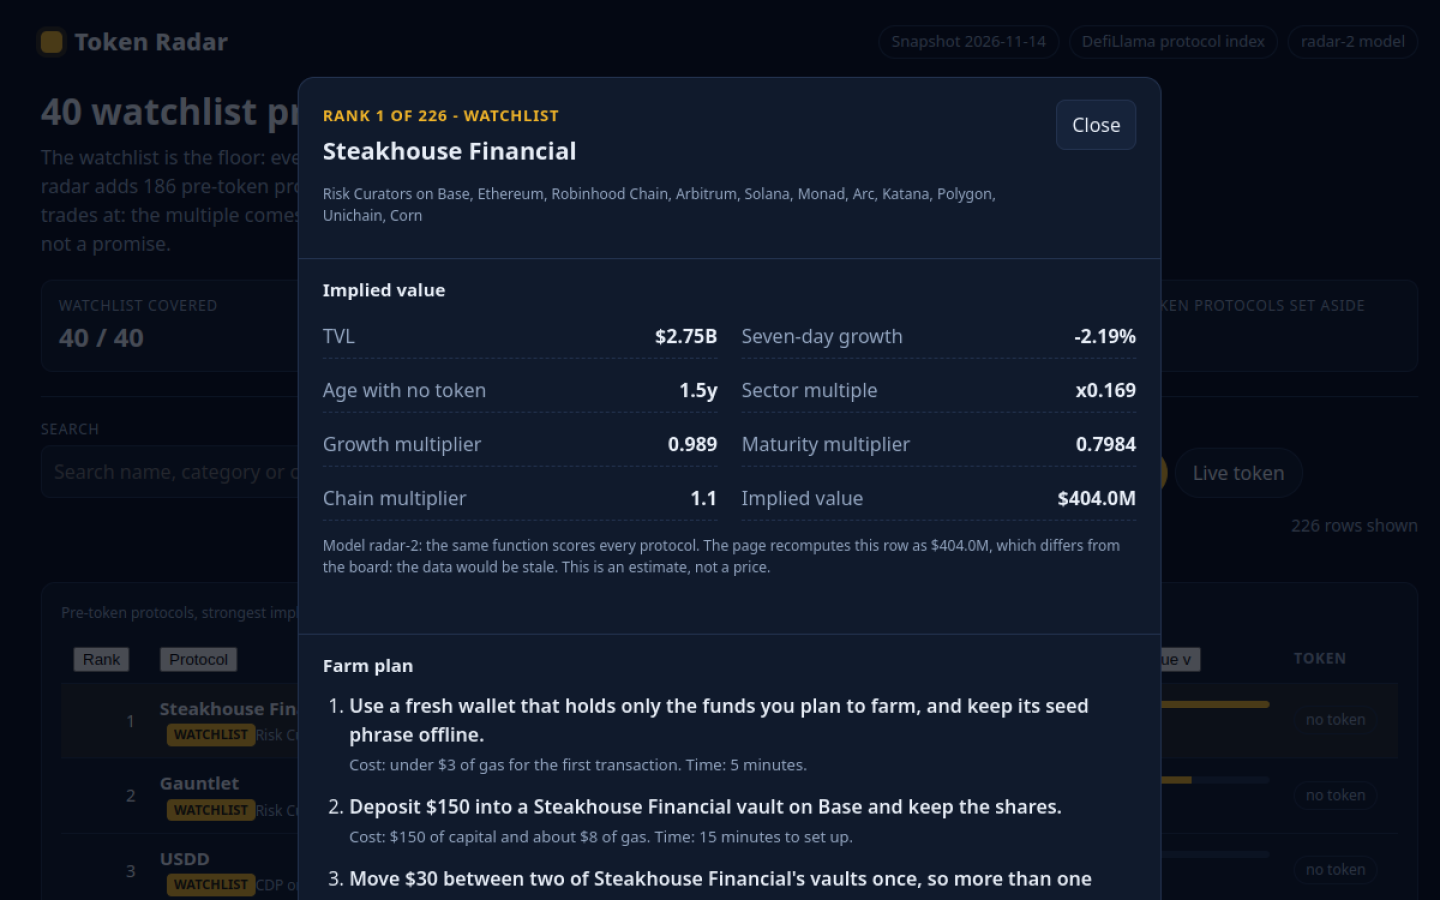 Token Radar
Snapshot 2026-11-14
DefiLlama protocol index
radar-2 model
40 watchlist
The watchlist is the floor:
radar adds 186 pre-token
trades at: the multiple comes
not a promise.
WATCHLIST COVERED
40 / 40
PROTOCOLS SET ASIDE
SEARCH
Search name, category or
Live token
226 rows shown
Pre-token protocols, strongest
Rank
Protocol
TOKEN
1
Steakhouse
WATCHLIST
Risk
no token
2
Gauntlet
WATCHLIST
Risk
no token
3
USDD
WATCHLIST
CDP
no token
RANK 1 OF 226 - WATCHLIST
Close
Steakhouse Financial
Risk Curators on Base, Ethereum, Robinhood Chain, Arbitrum, Solana, Monad, Arc, Katana, Polygon,
Unichain, Corn
Implied value
TVL $2.75B
Seven-day growth -2.19%
Age with no token 1.5y
Sector multiple x0.169
Growth multiplier 0.989
Maturity multiplier 0.7984
Chain multiplier 1.1
Implied value $404.0M
Model radar-2: the same function scores every protocol. The page recomputes this row as $404.0M, which differs from
the board: the data would be stale. This is an estimate, not a price.
Farm plan
1. Use a fresh wallet that holds only the funds you plan to farm, and keep its seed
phrase offline.
Cost: under $3 of gas for the first transaction. Time: 5 minutes.
2. Deposit $150 into a Steakhouse Financial vault on Base and keep the shares.
Cost: $150 of capital and about $8 of gas. Time: 15 minutes to set up.
3. Move $30 between two of Steakhouse Financial's vaults once, so more than one